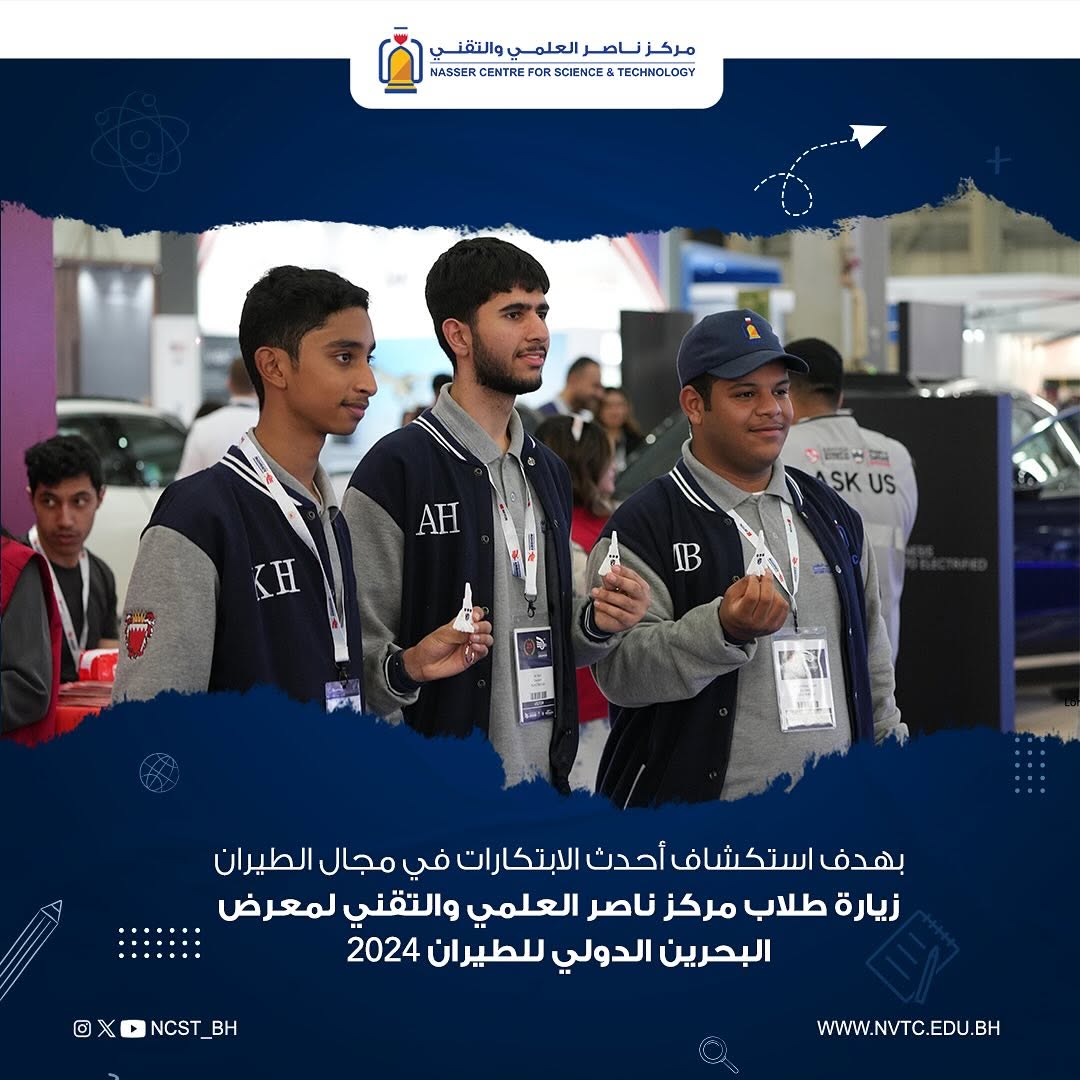 مركز ناصر العلمي والتقني
NASSER CENTRE FOR SCIENCE & TECHNOLOGY
ASK US
KH
AH
IB
ELECTRIFIED
بهدف استكشاف أحدث الابتكارات في مجال الطيران
زيارة طلاب مركز ناصر العلمي والتقني لمعرض
البحرين الدولي للطيران 2024
NCST_BH
WWW.NVTC.EDU.BH